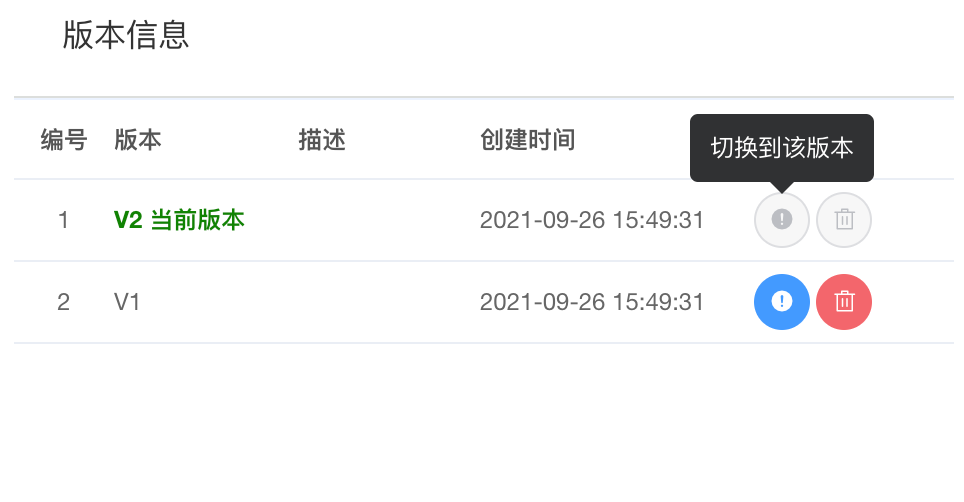 版本信息
编号 版本 描述 创建时间
切换到该版本
1 V2 当前版本 2021-09-26 15:49:31
2 V1 2021-09-26 15:49:31